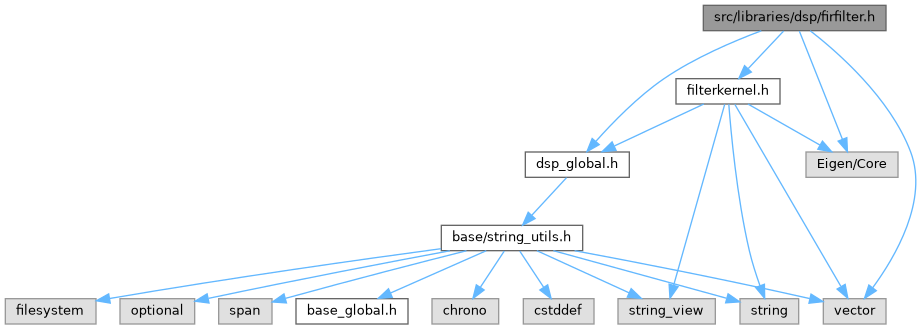 src/libraries/dsp/firfilter.h
filterkernel.h
dsp_global.h
Eigen/Core
base/string_utils.h
filesystem
optional
span
base_global.h
chrono
cstddef
string_view
string
vector